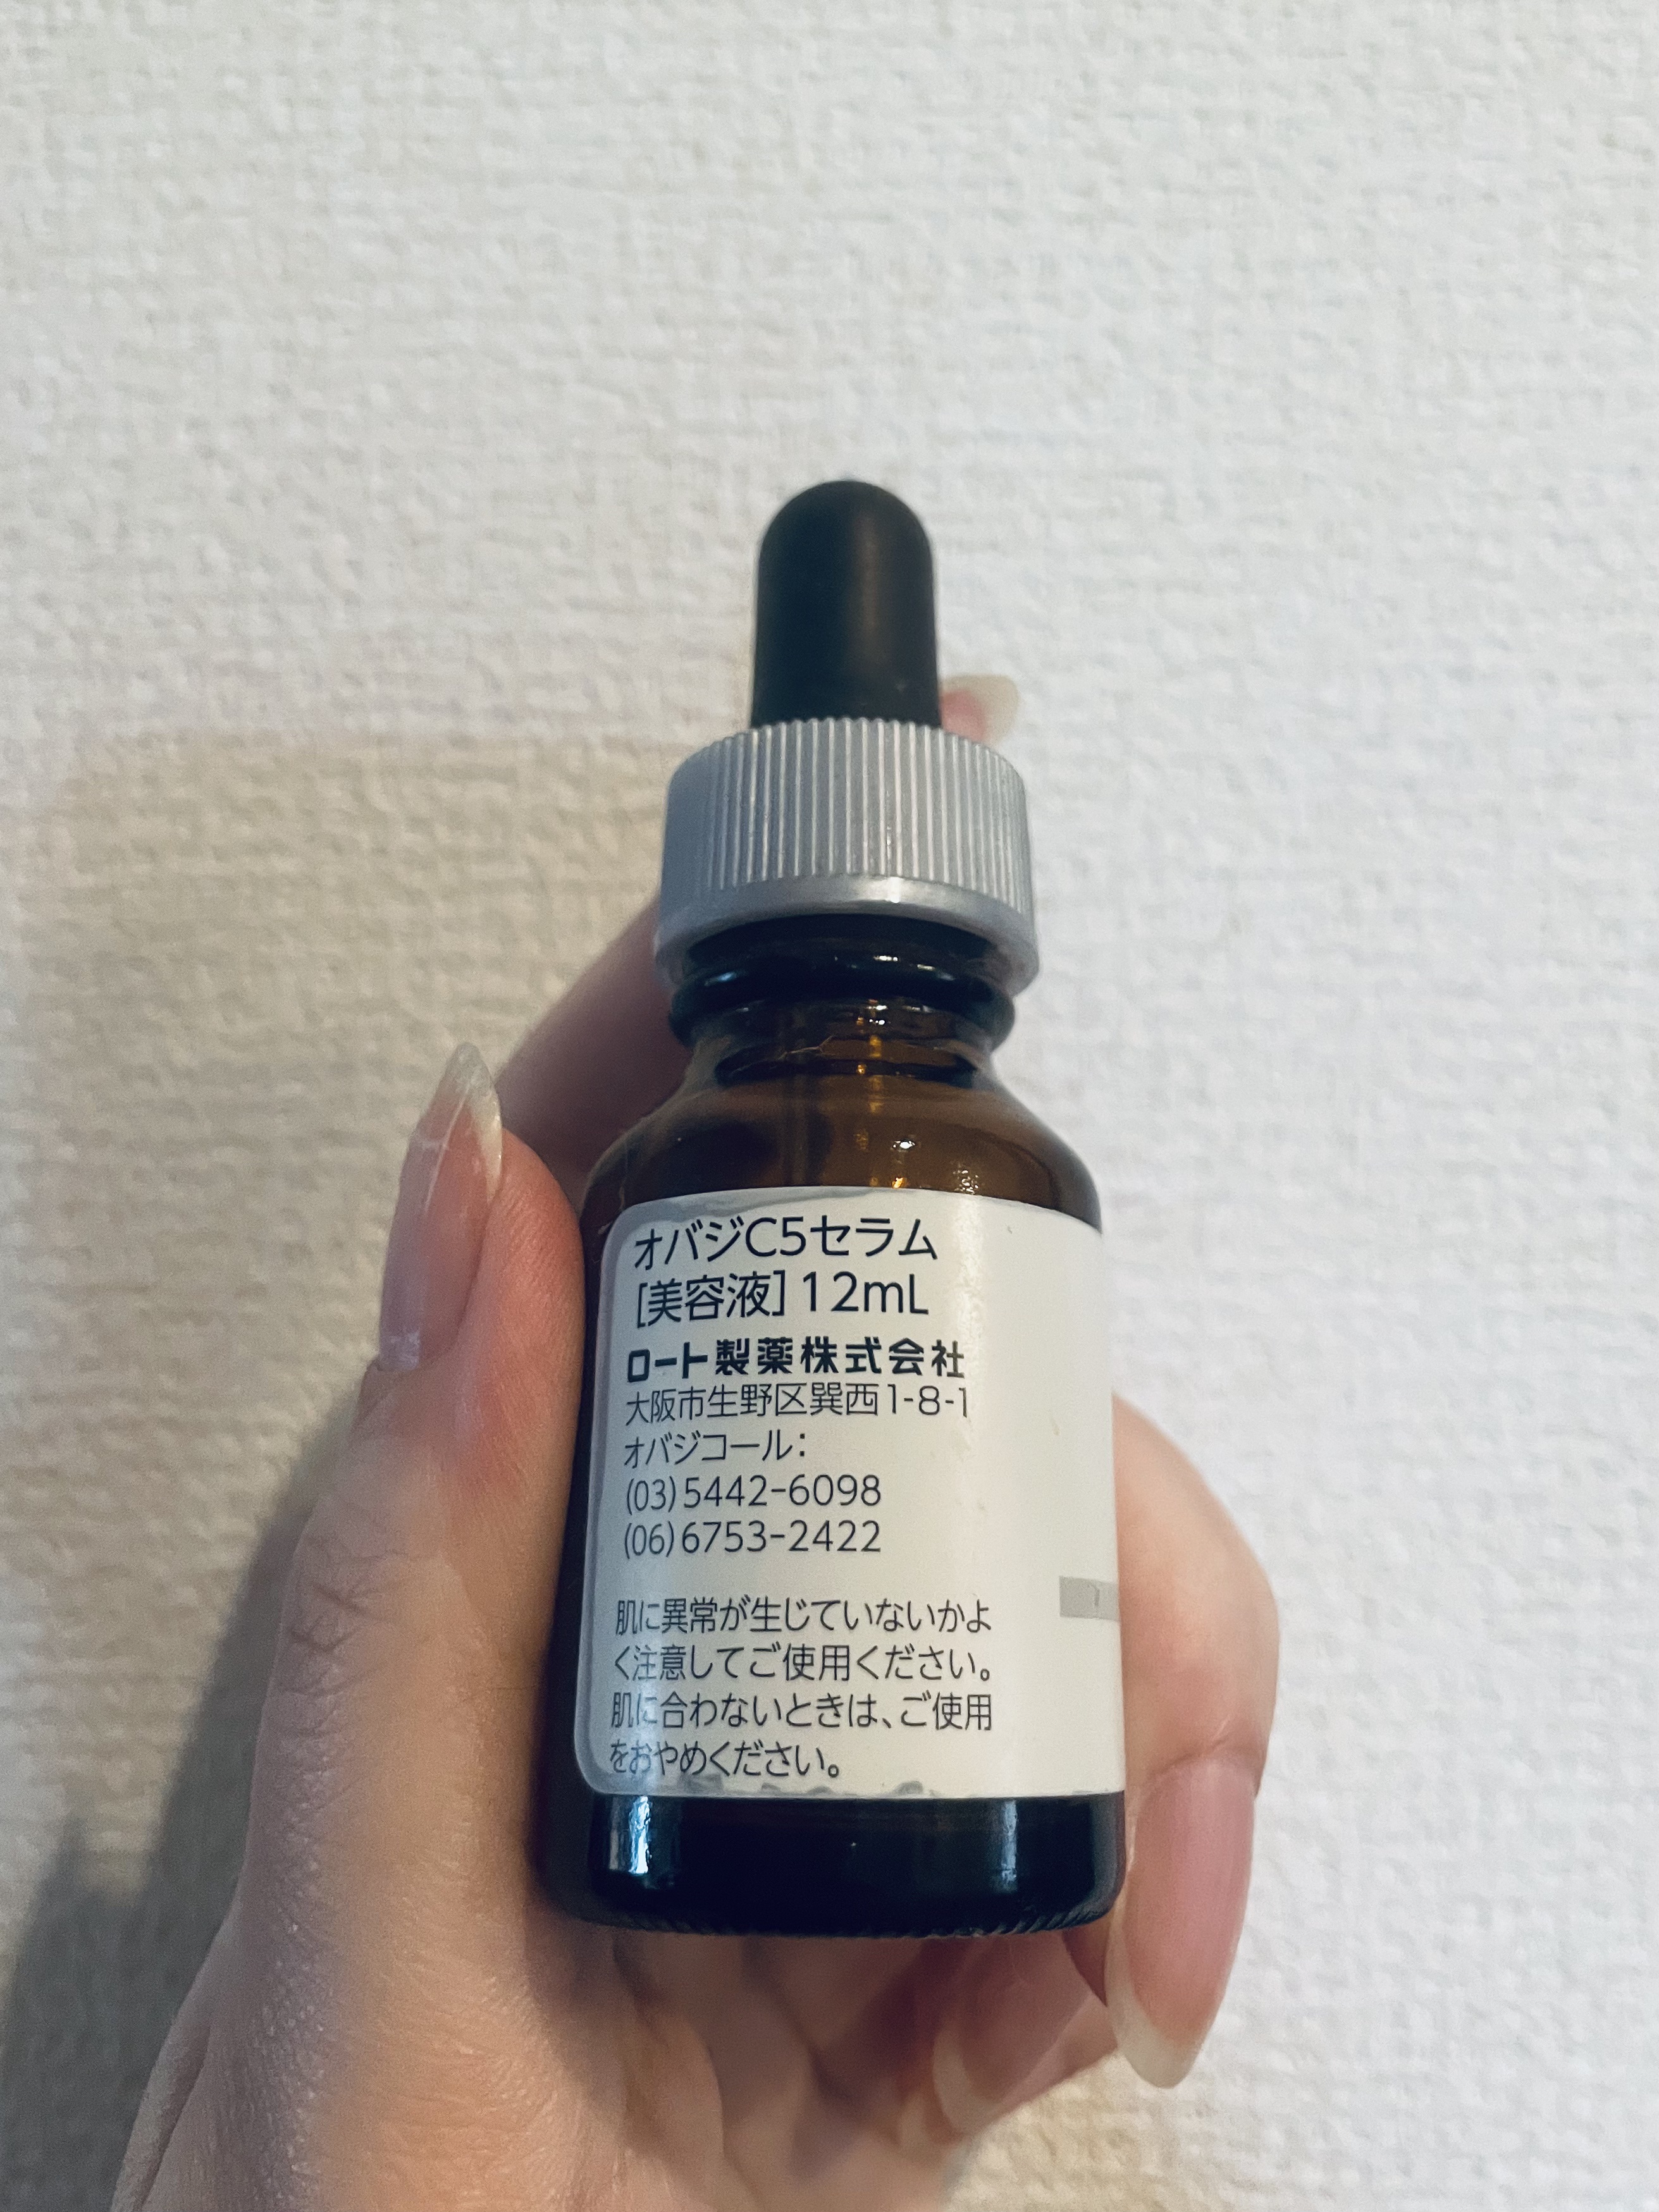 オバジC5セラム
[美容液]12mL
ロート製薬株式会社
大阪市生野区巽西1-8-1
オバジコール：
(03)5442-6098
(06)6753-2422
肌に異常が生じていないかよ
く注意してご使用ください。
肌に合わないときは、ご使用
をおやめください。